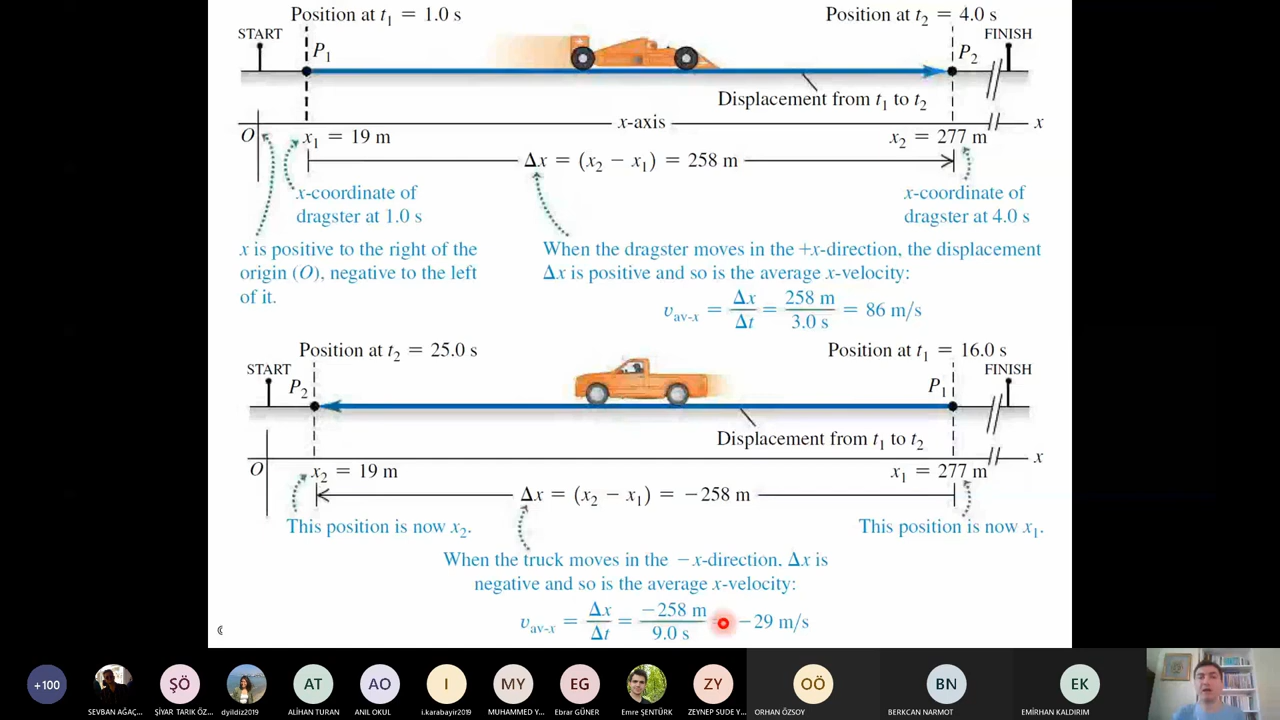 Position at t1 = 1.0 s
Position at t2 = 4.0 s
START
FINISH
P1
P2
Displacement from t1 to t2
O
x-axis
x
x1 = 19 m
x2 = 277 m
Δx = (x2 − x1) = 258 m
x-coordinate of
dragster at 1.0 s
x-coordinate of
dragster at 4.0 s
x is positive to the right of the
origin (O), negative to the left
of it.
When the dragster moves in the +x-direction, the displacement
Δx is positive and so is the average x-velocity:
υav-x = Δx/Δt = 258 m/3.0 s = 86 m/s
Position at t2 = 25.0 s
Position at t1 = 16.0 s
START
FINISH
P2
P1
Displacement from t1 to t2
O
x
x2 = 19 m
x1 = 277 m
Δx = (x2 − x1) = −258 m
This position is now x2.
This position is now x1.
When the truck moves in the −x-direction, Δx is
negative and so is the average x-velocity:
υav-x = Δx/Δt = −258 m/9.0 s −29 m/s
+100
ŞÖ
AT
AO
I
MY
EG
ZY
OÖ
BN
EK
SEVBAN AĞAÇ...
ŞİYAR TARIK ÖZ...
dyildiz2019
ALİHAN TURAN
ANIL OKUL
i.karabayir2019
MUHAMMED Y...
Ebrar GÜNER
Emre ŞENTÜRK
ZEYNEP SUDE Y...
ORHAN ÖZSOY
BERKCAN NARMOT
EMİRHAN KALDIRIM